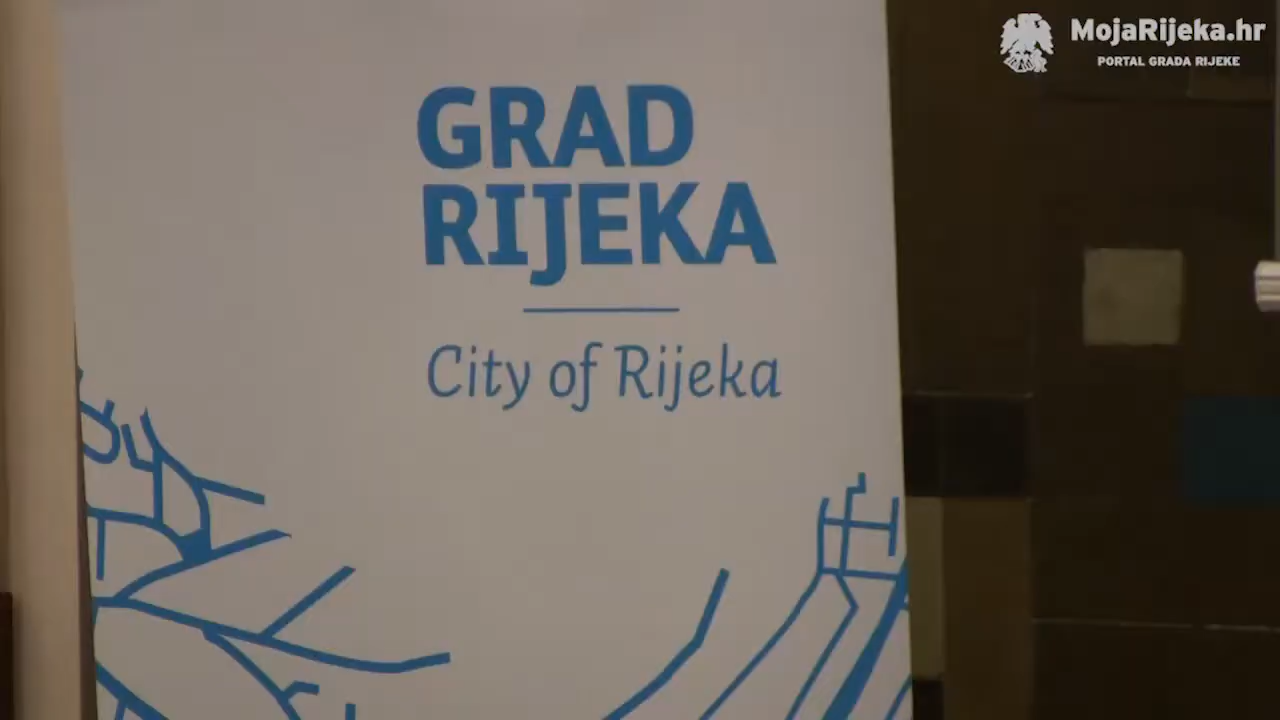 MojaRijeka.hr
PORTAL GRADA RIJEKE
GRAD
RIJEKA
City of Rijeka